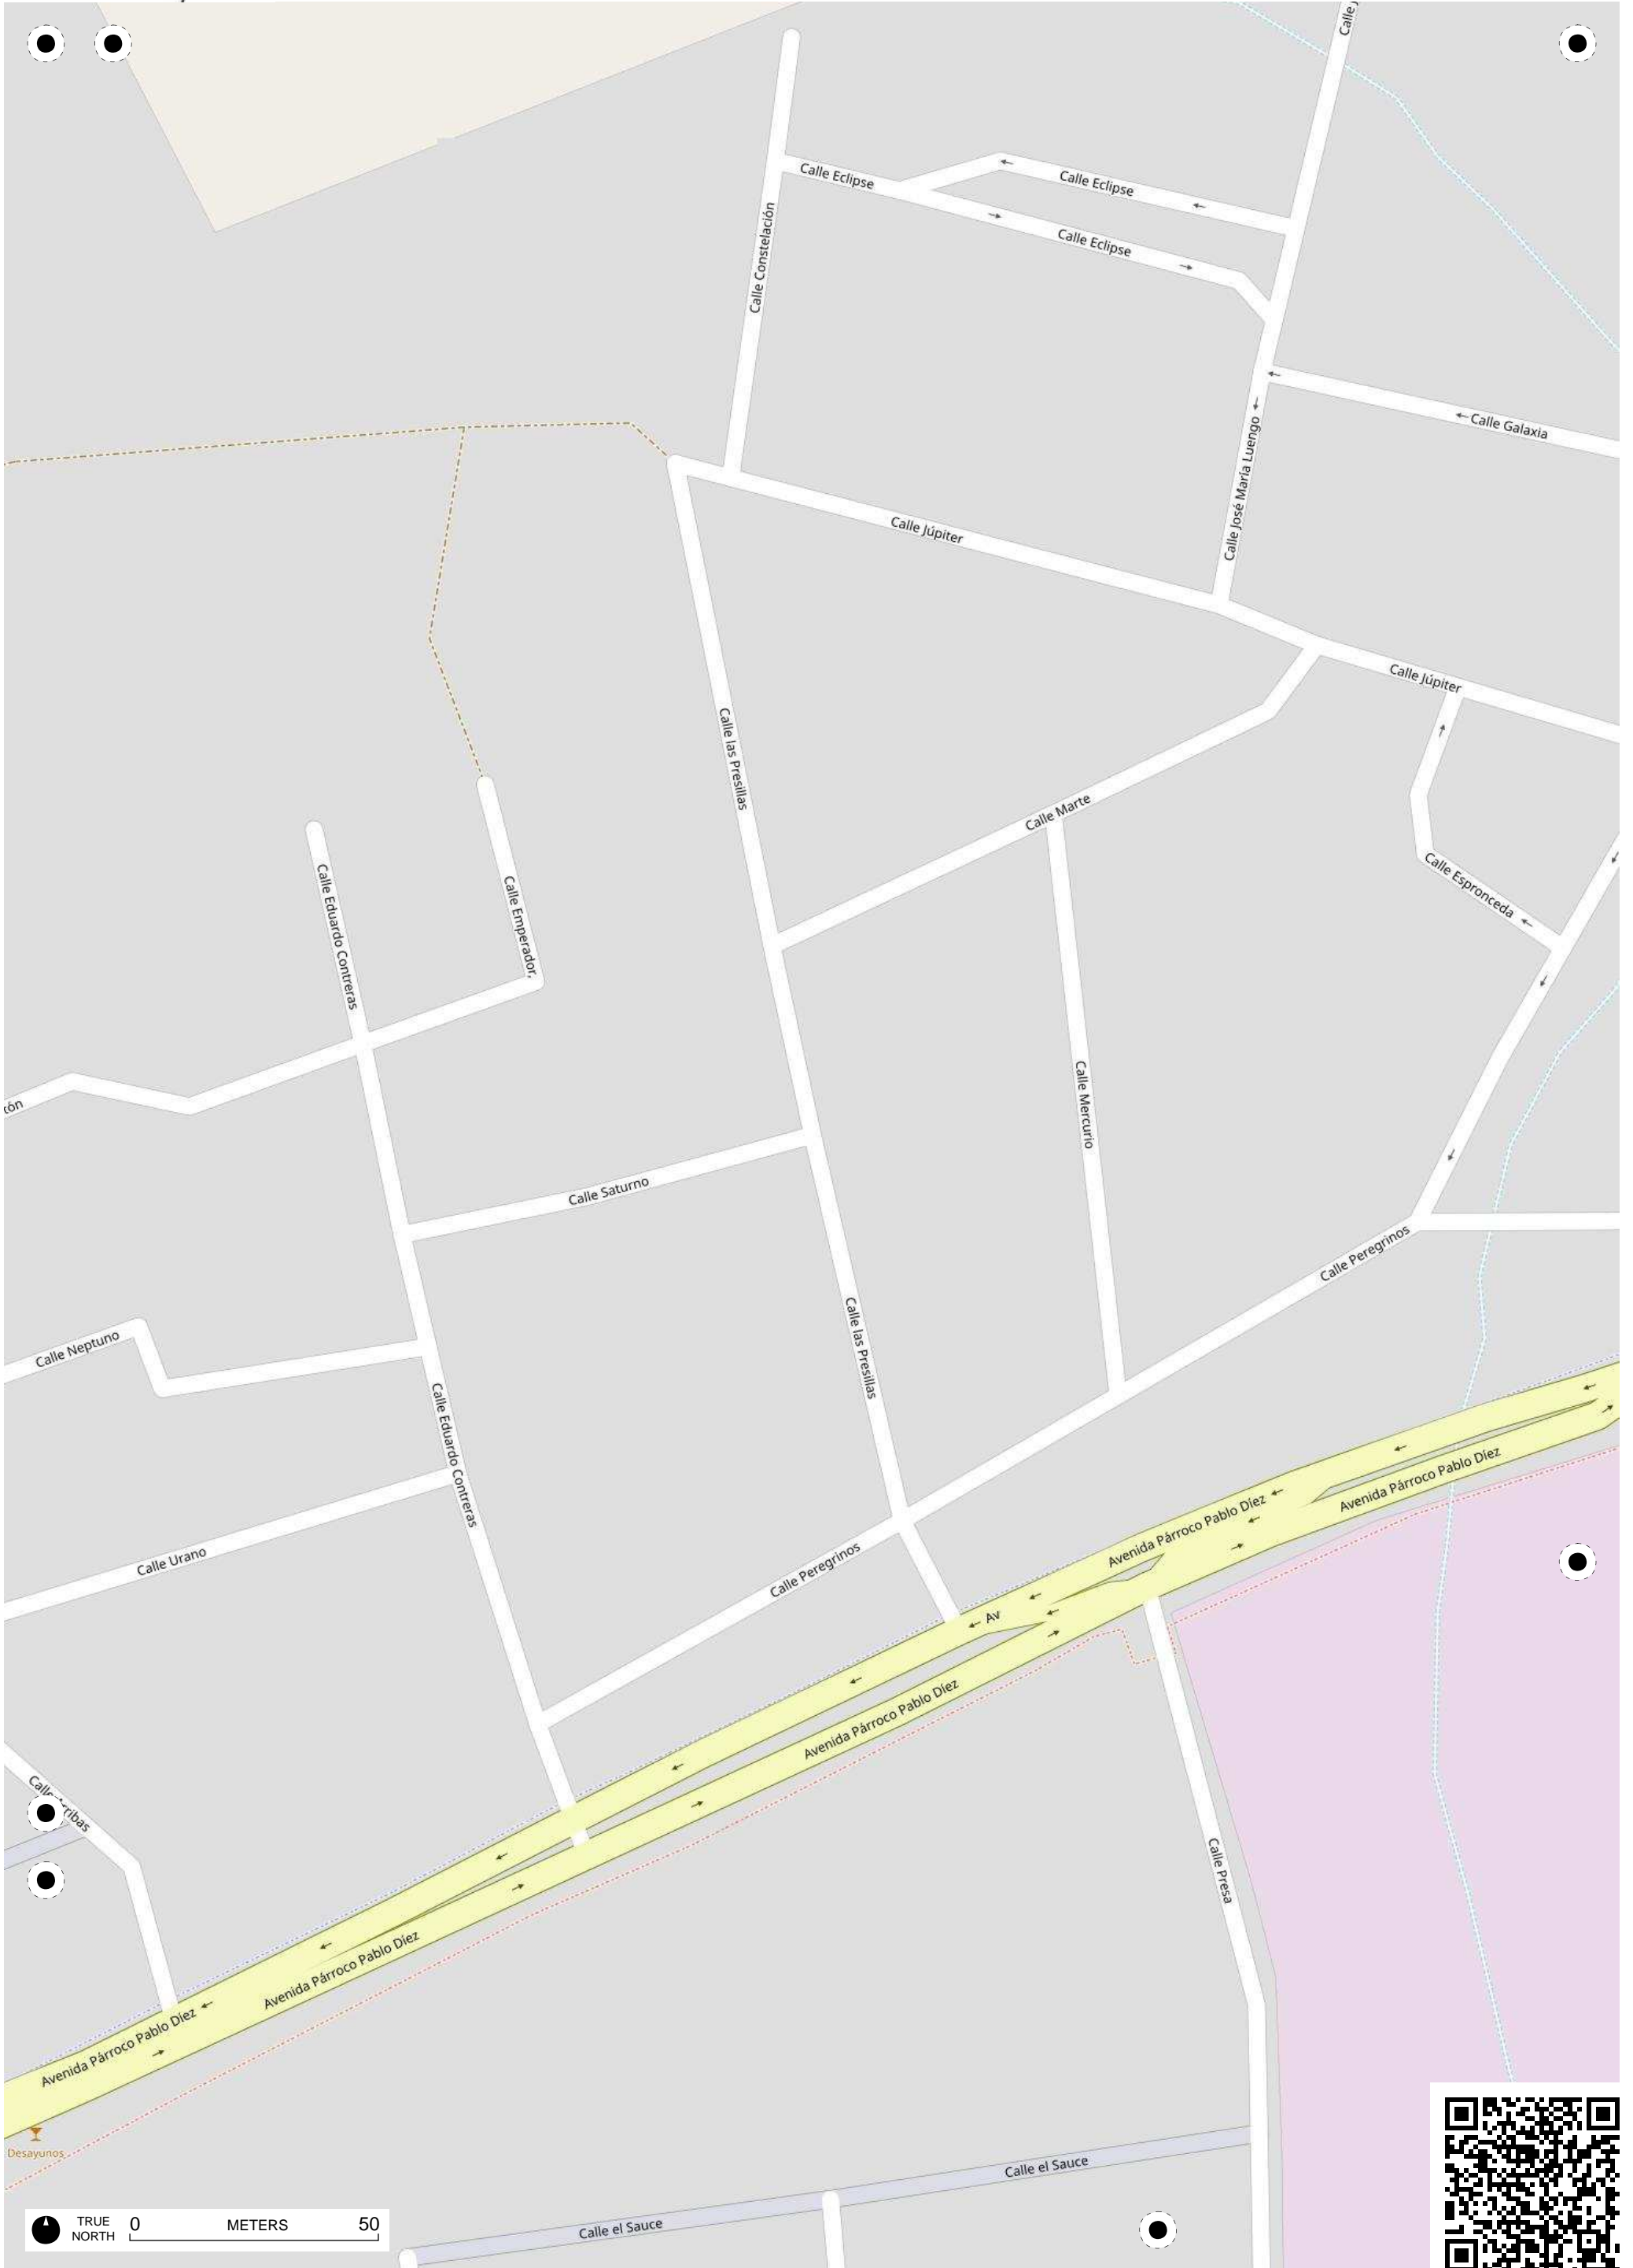 Calle J
Calle Eclipse
Calle Eclipse
Calle Constelación
Calle Eclipse
Calle Galaxia
Calle José María Luengo
Calle Júpiter
Calle Júpiter
Calle las Presillas
Calle Marte
Calle Espronceda
Calle Eduardo Contreras
Calle Emperador,
tón
Calle Mercurio
Calle Saturno
Calle Peregrinos
Calle Neptuno
Calle las Presillas
Calle Eduardo Contreras
Avenida Párroco Pablo Díez
Avenida Párroco Pablo Díez
Calle Urano
Calle Peregrinos
Av
Avenida Párroco Pablo Díez
Calle Arribas
Calle Presa
Avenida Párroco Pablo Díez
Avenida Párroco Pablo Díez
Desayunos
Calle el Sauce
Calle el Sauce
TRUE
NORTH
0 METERS 50